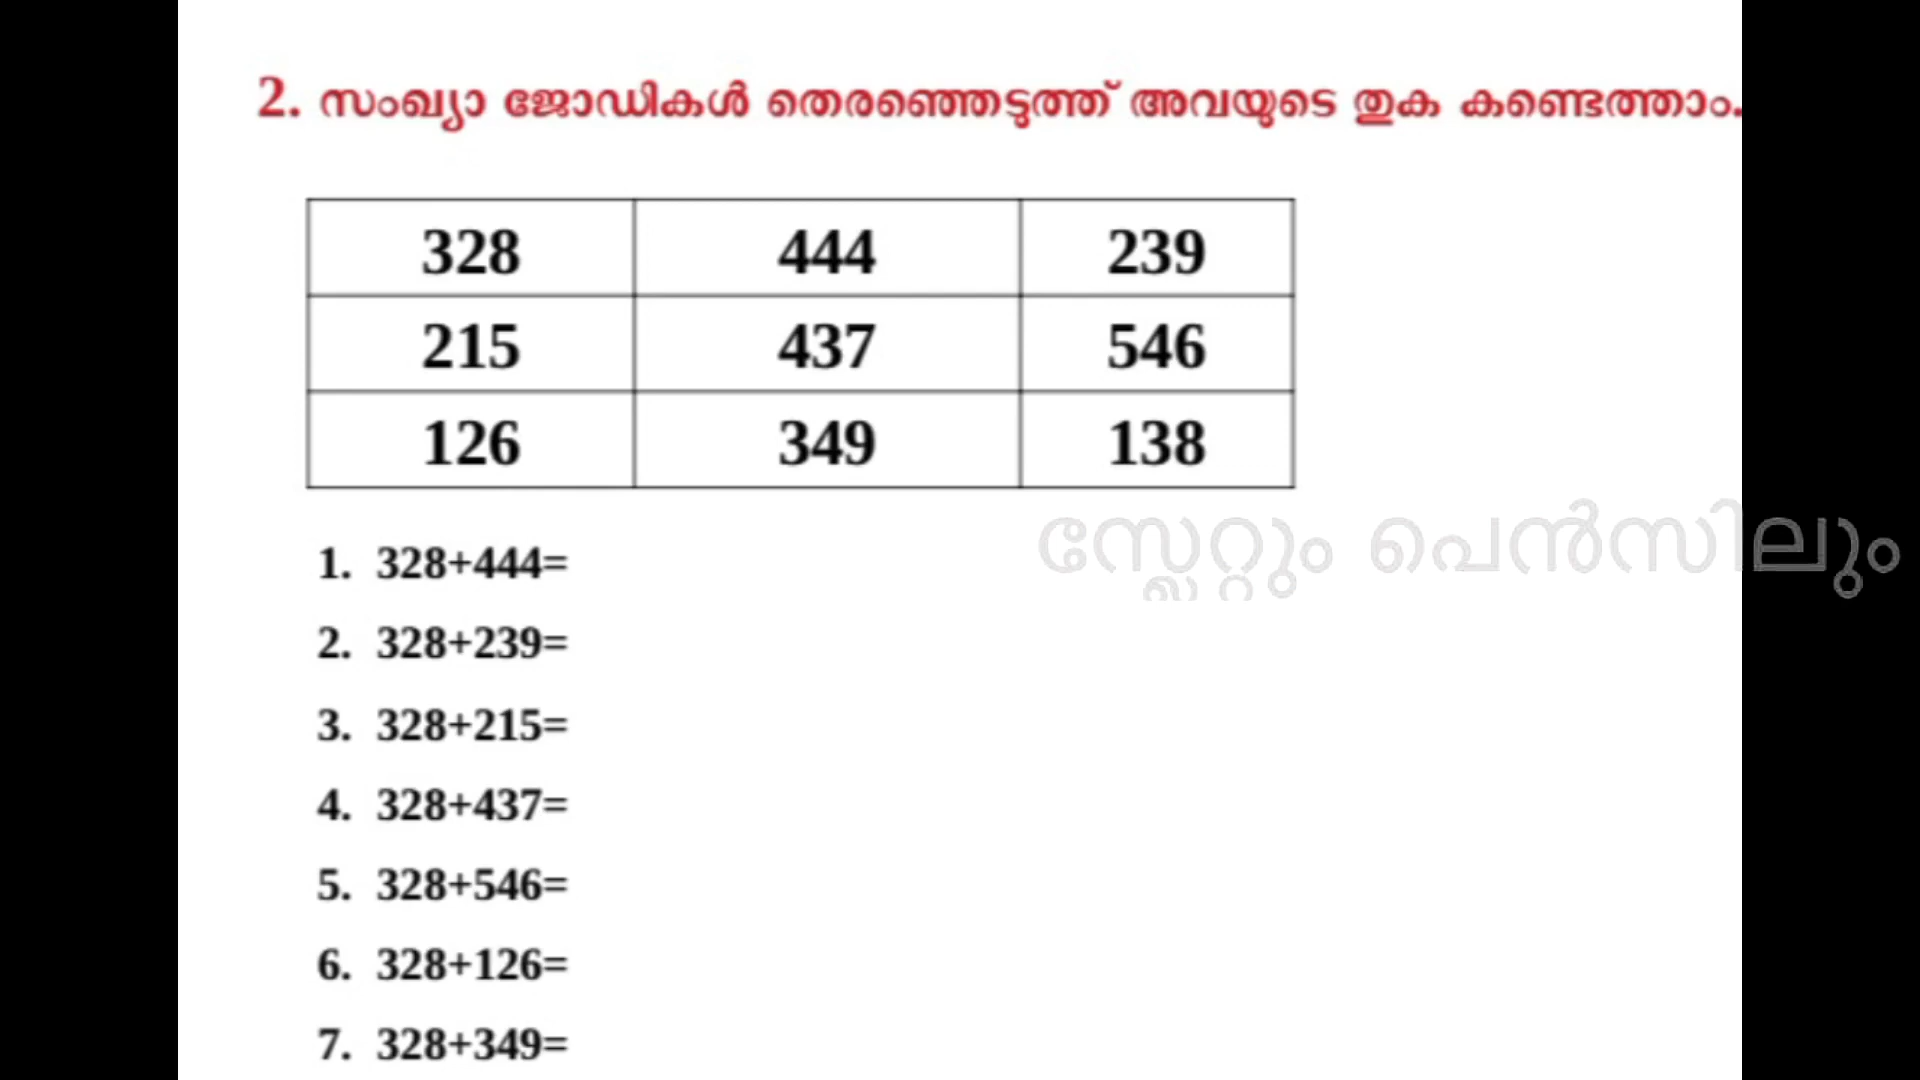 2. സംഖ്യാ ജോഡികൾ തെരഞ്ഞെടുത്ത് അവയുടെ തുക കണ്ടെത്താം.
328 444 239
215 437 546
126 349 138
സ്ലേറ്റും പെൻസിലും
1. 328+444=
2. 328+239=
3. 328+215=
4. 328+437=
5. 328+546=
6. 328+126=
7. 328+349=